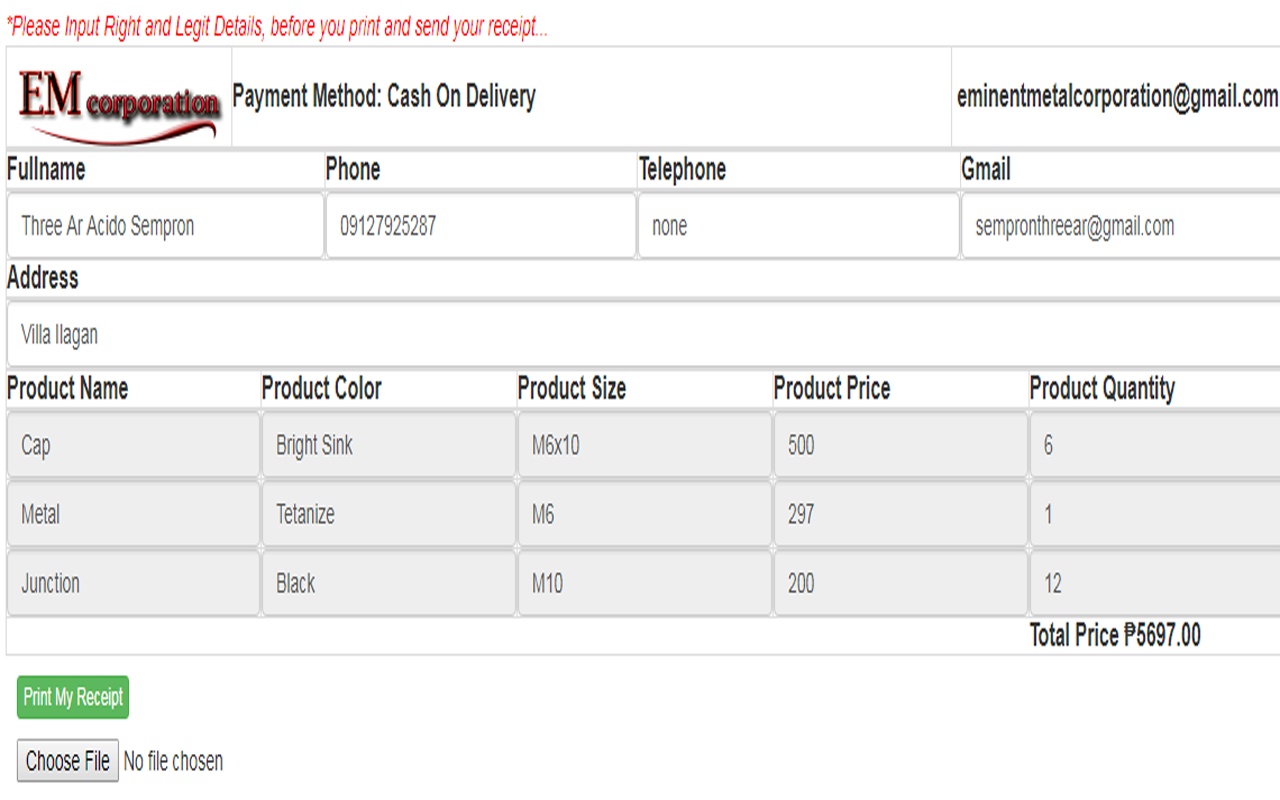 *Please Input Right and Legit Details, before you print and send your receipt...
EM corporation Payment Method: Cash On Delivery eminentmetalcorporation@gmail.com
Fullname Phone Telephone Gmail
Three Ar Acido Sempron 09127925287 none sempronthreear@gmail.com
Address
Villa Ilagan
Product Name Product Color Product Size Product Price Product Quantity
Cap Bright Sink M6x10 500 6
Metal Tetanize M6 297 1
Junction Black M10 200 12
Total Price ₱5697.00
Print My Receipt
Choose File No file chosen